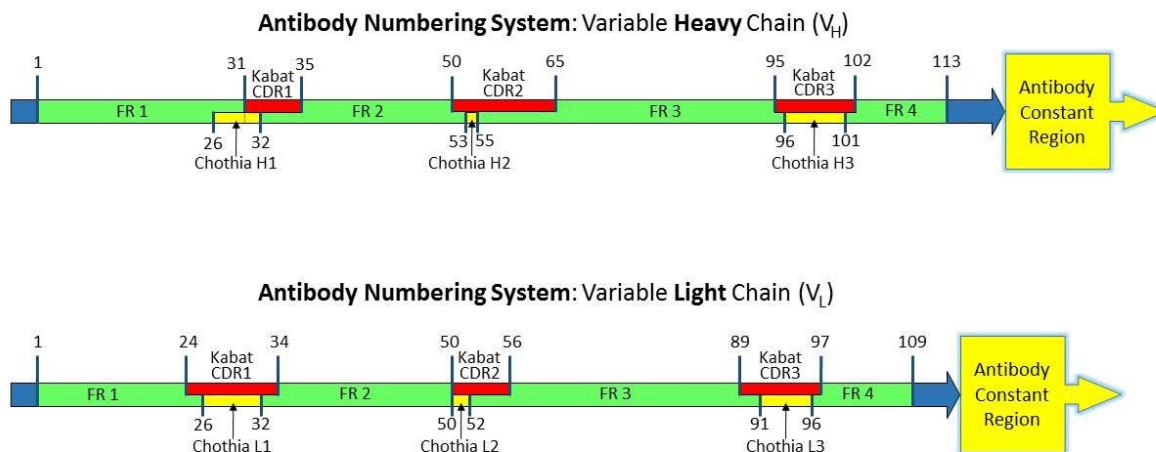 Antibody Numbering System: Variable Heavy Chain (VH)
1 31 35 50 65 95 102 113
Kabat CDR1
Kabat CDR2
Kabat CDR3
FR 1 FR 2 FR 3 FR 4
26 32 53 55 96 101
Chothia H1 Chothia H2 Chothia H3
Antibody
Constant
Region
Antibody Numbering System: Variable Light Chain (VL)
1 24 34 50 56 89 97 109
Kabat CDR1
Kabat CDR2
Kabat CDR3
FR 1 FR 2 FR 3 FR 4
26 32 50 52 91 96
Chothia L1 Chothia L2 Chothia L3
Antibody
Constant
Region